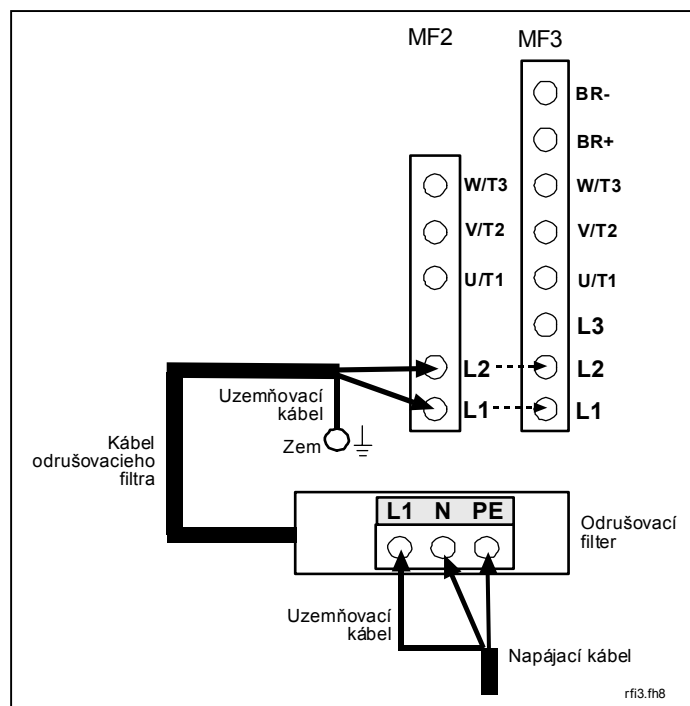 MF2 MF3
BR-
BR+
W/T3 W/T3
V/T2 V/T2
U/T1 U/T1
L3
L2 L2
L1 L1
Uzemňovací
kábel
Zem
Kábel
odrušovacieho
filtra
L1 N PE
Odrušovací
filter
Uzemňovací
kábel
Napájací kábel
rfi3.fh8